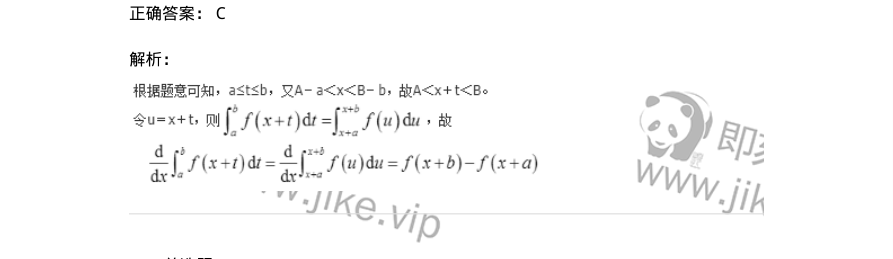 正确答案： C
解析：
根据题意可知，a≤t≤b，又A－a＜x＜B－b，故A＜x＋t＜B。
令u＝x＋t，则∫_a^b f(x+t)dt=∫_{x+a}^{x+b} f(u)du，故
d/dx ∫_a^b f(x+t)dt = d/dx ∫_{x+a}^{x+b} f(u)du = f(x+b)−f(x+a)
即
www.jik
w.jike.vip